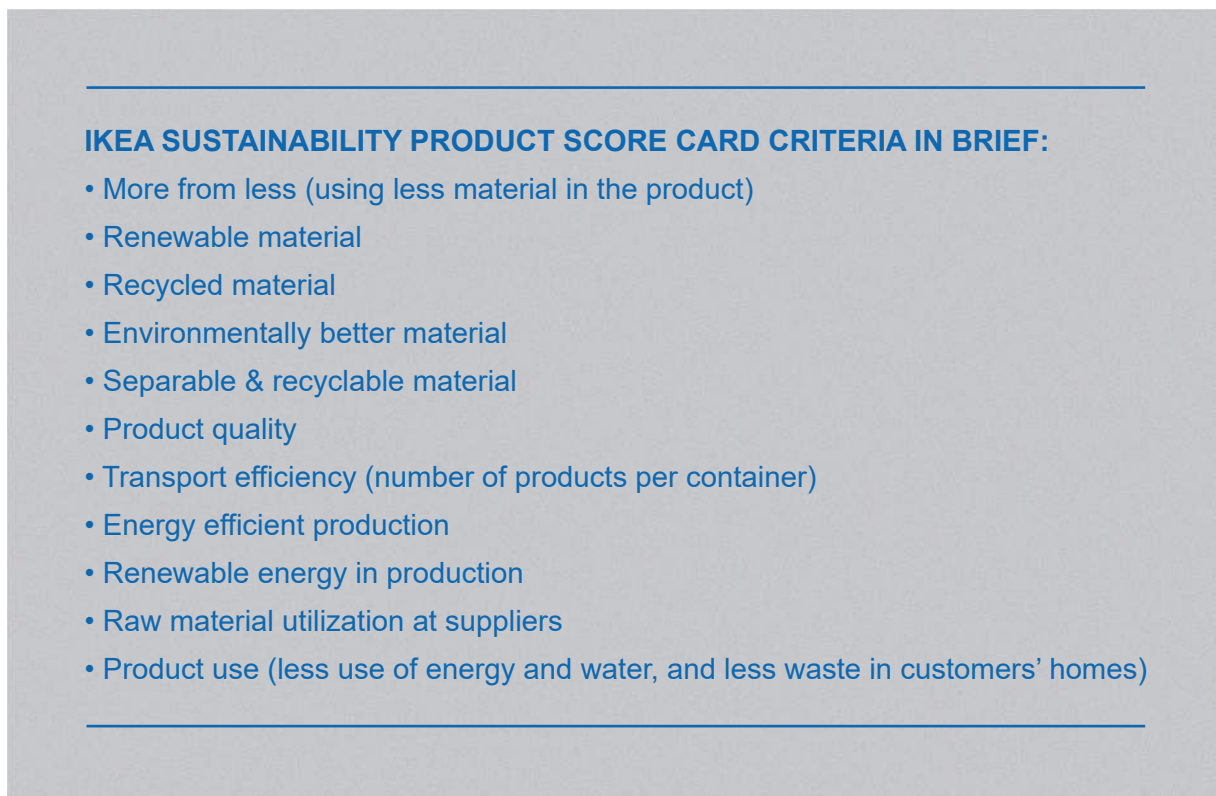 IKEA SUSTAINABILITY PRODUCT SCORE CARD CRITERIA IN BRIEF:
• More from less (using less material in the product)
• Renewable material
• Recycled material
• Environmentally better material
• Separable & recyclable material
• Product quality
• Transport efficiency (number of products per container)
• Energy efficient production
• Renewable energy in production
• Raw material utilization at suppliers
• Product use (less use of energy and water, and less waste in customers’ homes)